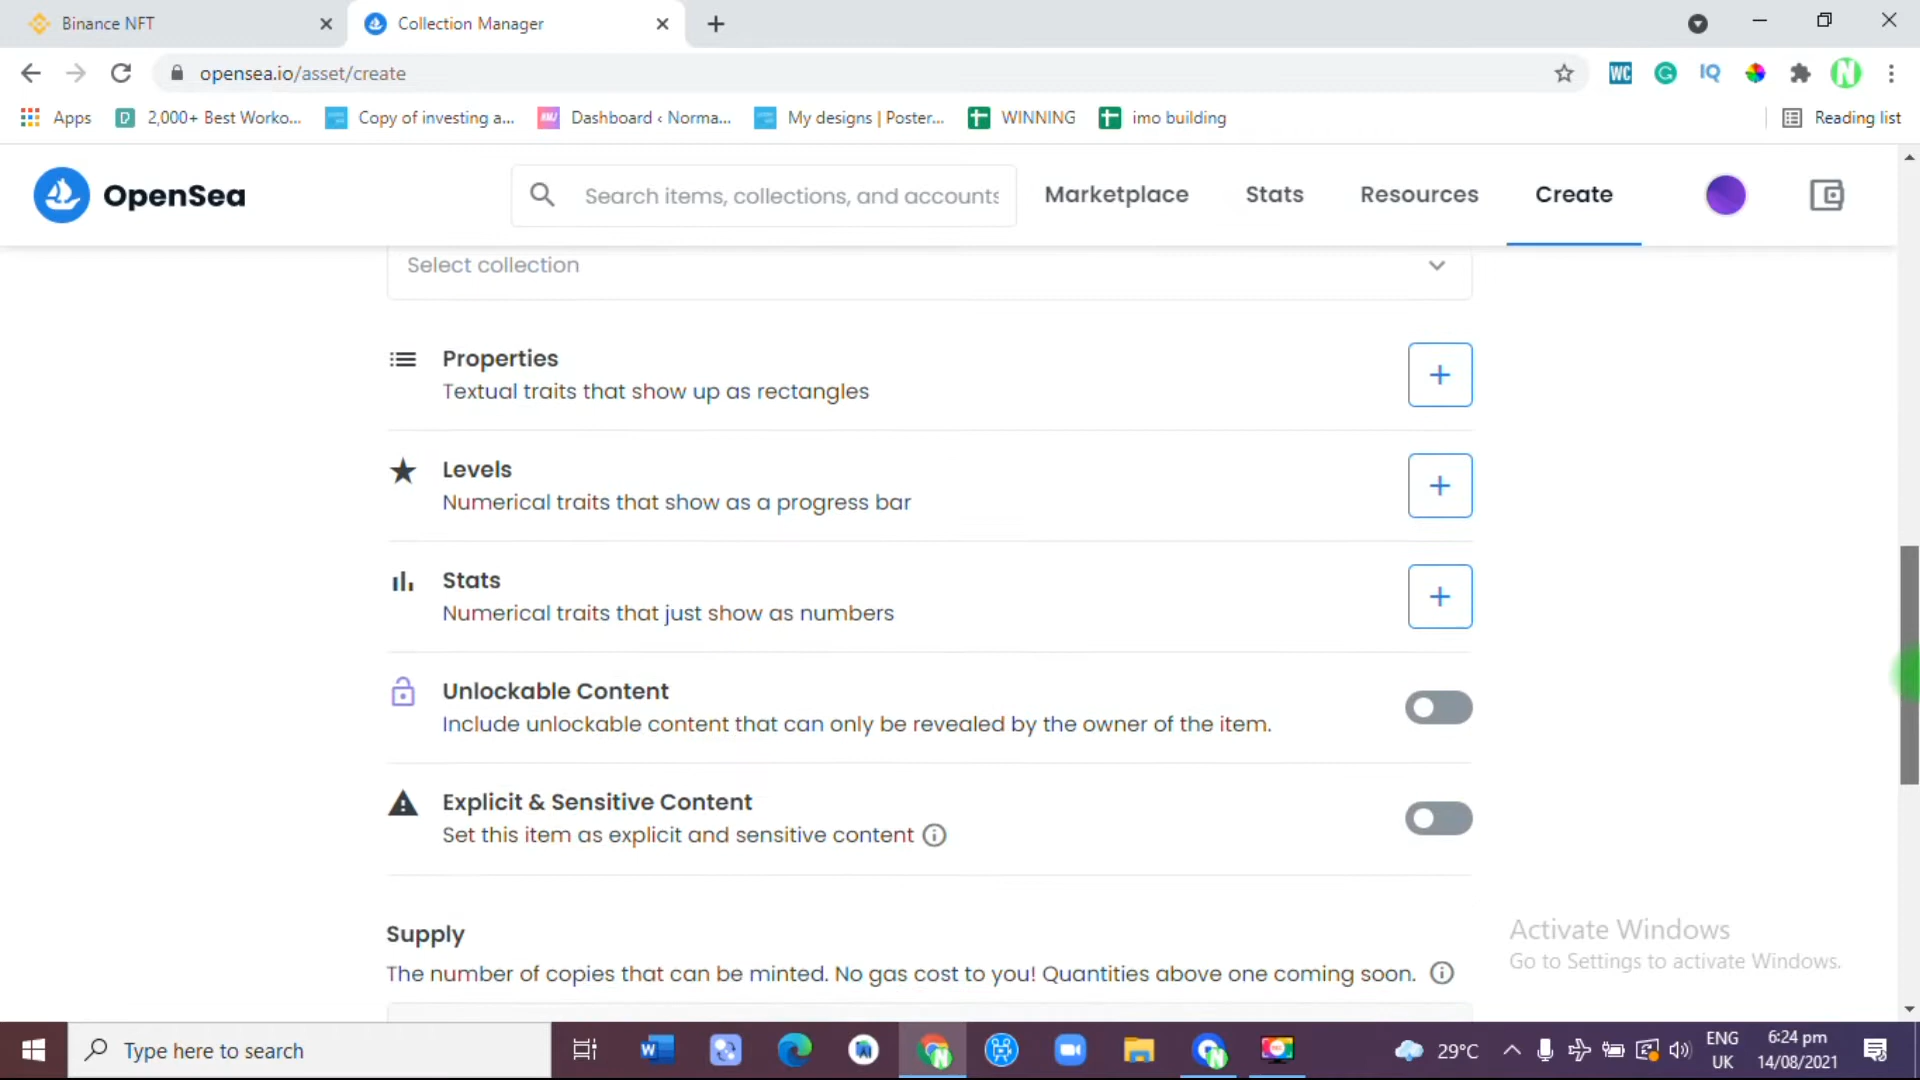 Binance NFT
Collection Manager
opensea.io/asset/create
Apps
2,000+ Best Worko...
Copy of investing a...
Dashboard ‹ Norma...
My designs | Poster...
WINNING
imo building
Reading list
OpenSea
Search items, collections, and accounts
Marketplace
Stats
Resources
Create
Select collection
Properties
Textual traits that show up as rectangles
Levels
Numerical traits that show as a progress bar
Stats
Numerical traits that just show as numbers
Unlockable Content
Include unlockable content that can only be revealed by the owner of the item.
Explicit & Sensitive Content
Set this item as explicit and sensitive content
Supply
The number of copies that can be minted. No gas cost to you! Quantities above one coming soon.
Activate Windows
Go to Settings to activate Windows.
Type here to search
29°C
ENG
UK
6:24 pm
14/08/2021